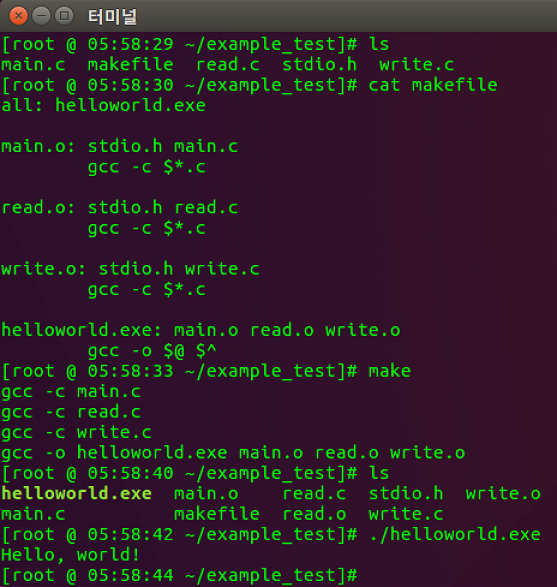 터미널
[root @ 05:58:29 ~/example_test]# ls
main.c  makefile  read.c  stdio.h  write.c
[root @ 05:58:30 ~/example_test]# cat makefile
all: helloworld.exe

main.o: stdio.h main.c
        gcc -c $*.c

read.o: stdio.h read.c
        gcc -c $*.c

write.o: stdio.h write.c
        gcc -c $*.c

helloworld.exe: main.o read.o write.o
        gcc -o $@ $^
[root @ 05:58:33 ~/example_test]# make
gcc -c main.c
gcc -c read.c
gcc -c write.c
gcc -o helloworld.exe main.o read.o write.o
[root @ 05:58:40 ~/example_test]# ls
helloworld.exe  main.o    read.c  stdio.h  write.o
main.c          makefile  read.o  write.c
[root @ 05:58:42 ~/example_test]# ./helloworld.exe
Hello, world!
[root @ 05:58:44 ~/example_test]#